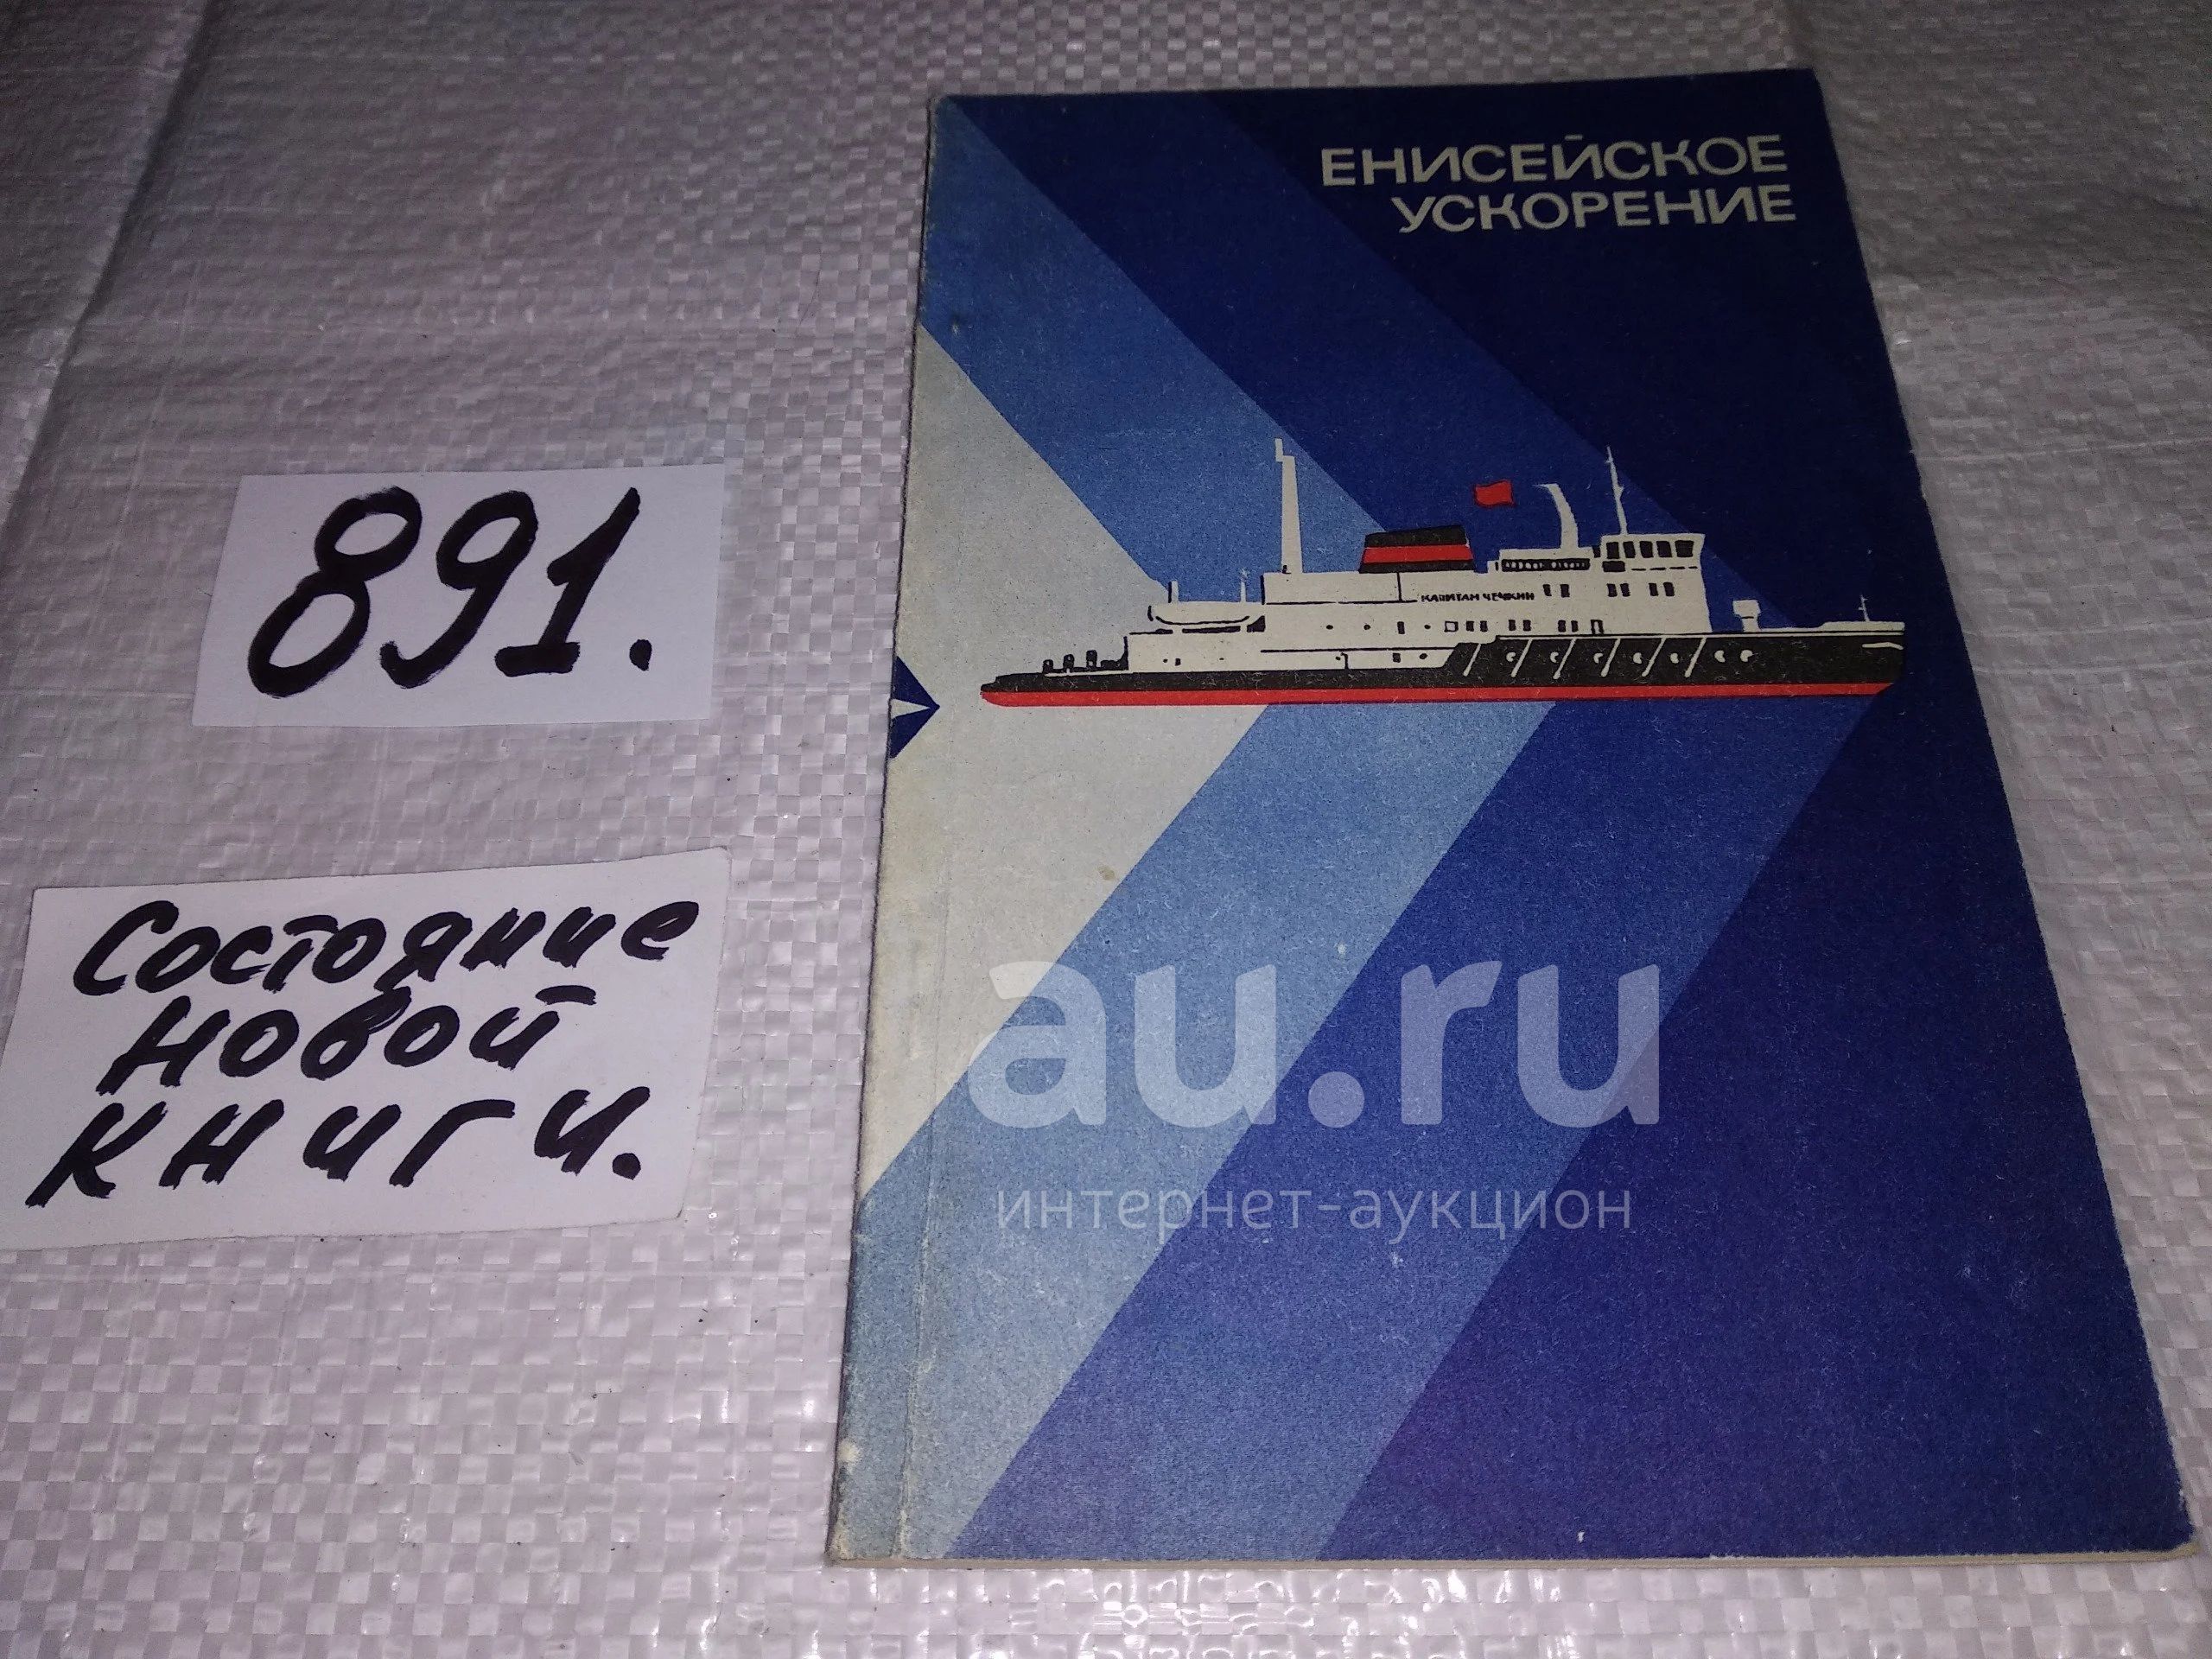 ЕНИСЕЙСКОЕ
УСКОРЕНИЕ
КАПИТАН ЧЕЧКИН
891.
Состояние
новой
книги.
au.ru
интернет-аукцион